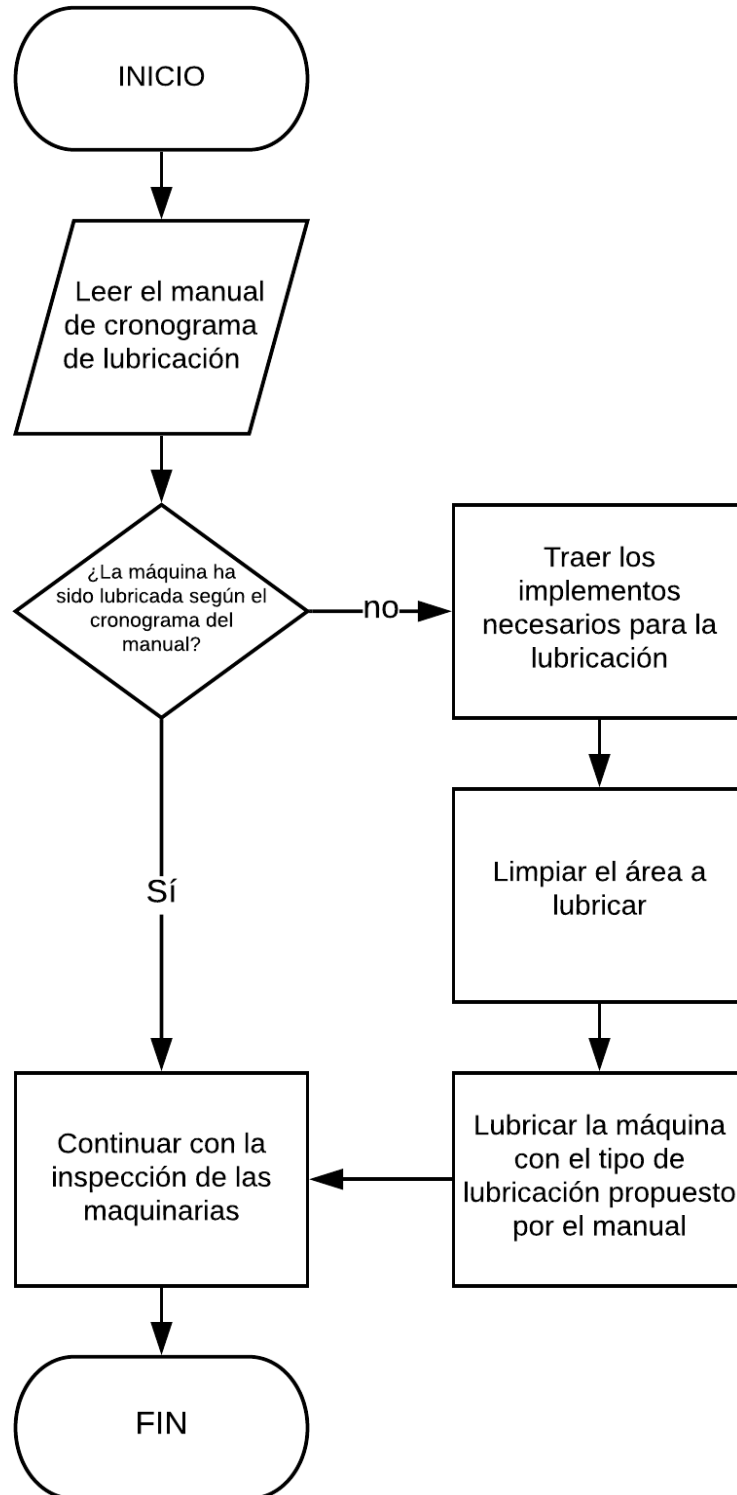 INICIO
Leer el manual
de cronograma
de lubricación
¿La máquina ha
sido lubricada según el
cronograma del
manual?
no
Traer los
implementos
necesarios para la
lubricación
Limpiar el área a
lubricar
Sí
Lubricar la máquina
con el tipo de
lubricación propuesto
por el manual
Continuar con la
inspección de las
maquinarias
FIN